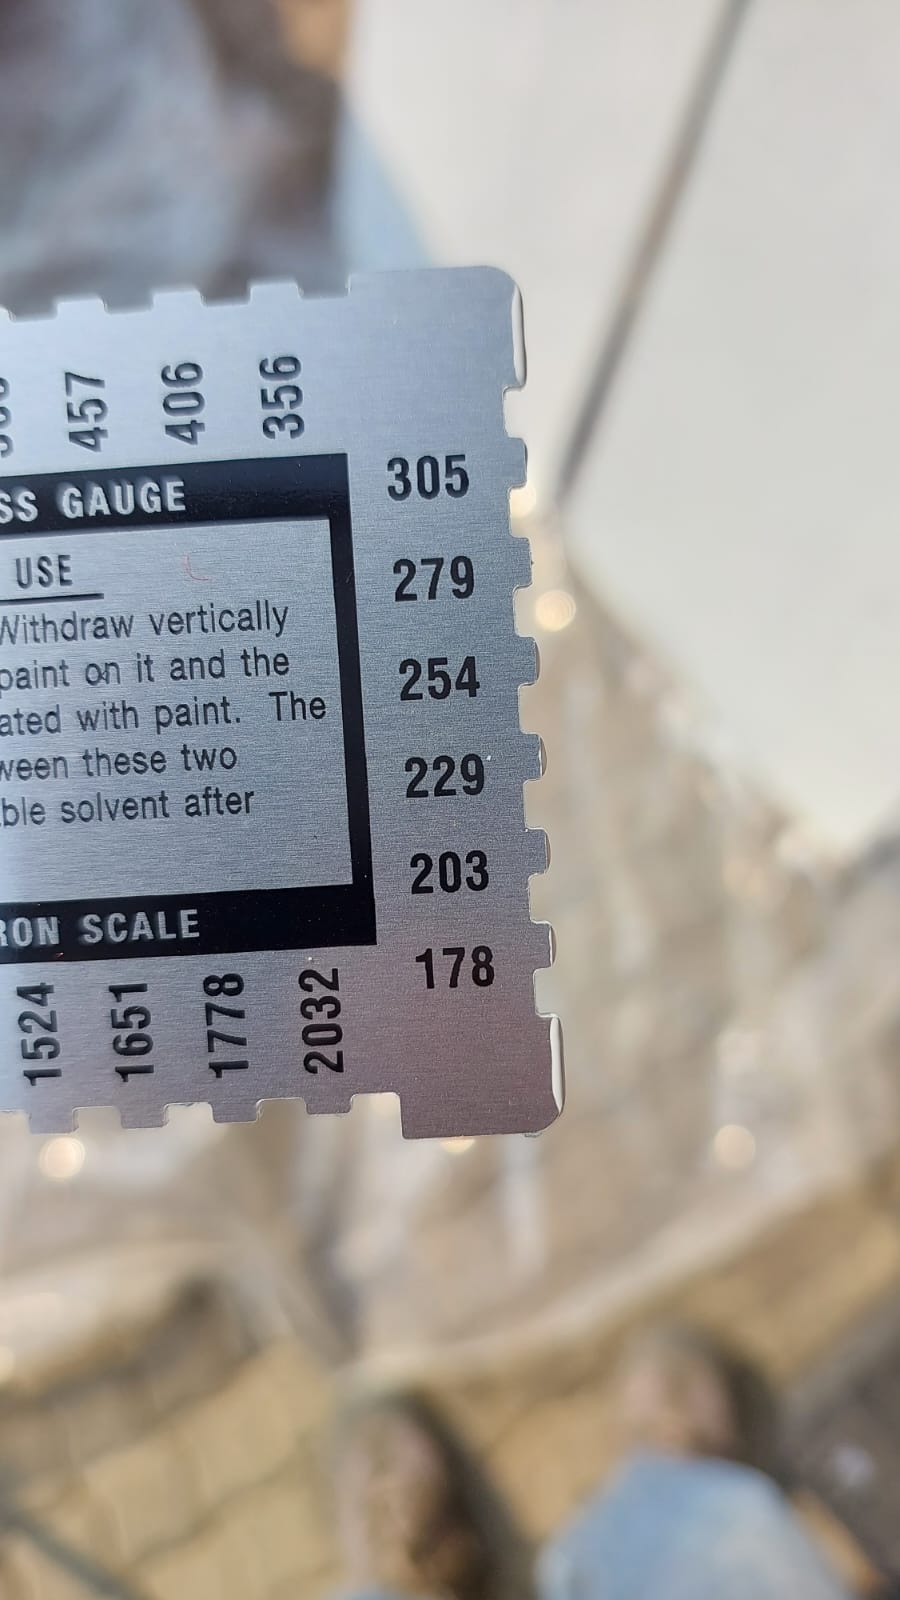 457
406
356
SS GAUGE
USE
Withdraw vertically
paint on it and the
ated with paint. The
ween these two
ble solvent after
RON SCALE
1524
1651
1778
2032
305
279
254
229
203
178